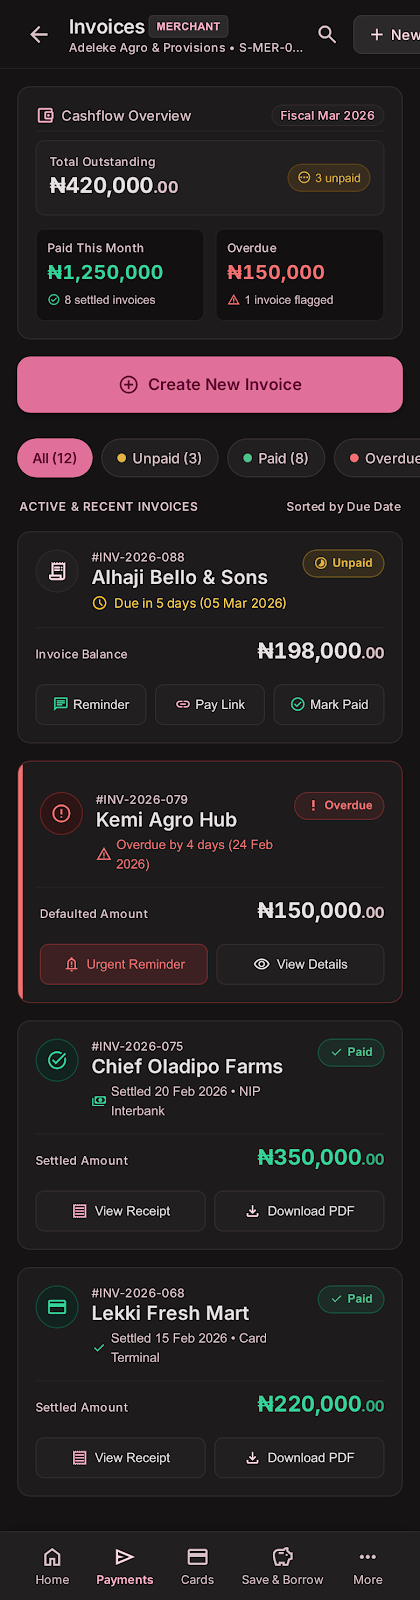 Invoices MERCHANT
Adeleke Agro & Provisions • S-MER-0...
+ New
Cashflow Overview
Fiscal Mar 2026
Total Outstanding
₦420,000.00
3 unpaid
Paid This Month
₦1,250,000
8 settled invoices
Overdue
₦150,000
1 invoice flagged
Create New Invoice
All (12)
Unpaid (3)
Paid (8)
Overdue
ACTIVE & RECENT INVOICES
Sorted by Due Date
#INV-2026-088
Alhaji Bello & Sons
Due in 5 days (05 Mar 2026)
Unpaid
Invoice Balance
₦198,000.00
Reminder
Pay Link
Mark Paid
#INV-2026-079
Kemi Agro Hub
Overdue by 4 days (24 Feb
2026)
Overdue
Defaulted Amount
₦150,000.00
Urgent Reminder
View Details
#INV-2026-075
Chief Oladipo Farms
Settled 20 Feb 2026 • NIP
Interbank
Paid
Settled Amount
₦350,000.00
View Receipt
Download PDF
#INV-2026-068
Lekki Fresh Mart
Settled 15 Feb 2026 • Card
Terminal
Paid
Settled Amount
₦220,000.00
View Receipt
Download PDF
Home
Payments
Cards
Save & Borrow
More